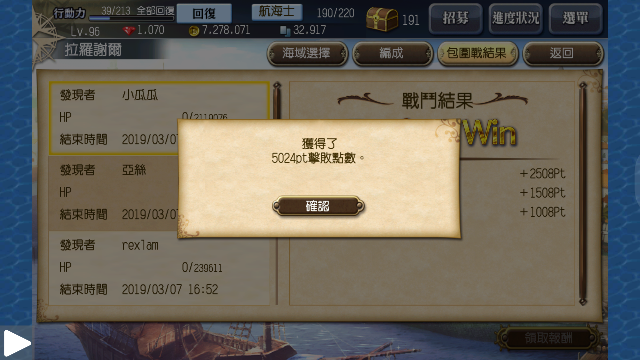 行動力 39/213 全部回復 回復 航海士 190/220 191 招募 進度狀況 選單
Lv.96 1.070 7.278.071 32.917
拉羅謝爾 海域選擇 編成 包圍戰結果 返回
發現者 小瓜瓜
HP 0/2119026
結束時間 2019/03/07
戰鬥結果
Win
獲得了
5024pt擊敗點數。
確認
發現者 亞絲
HP
結束時間 2019/03/0
+2508Pt
+1508Pt
+1008Pt
發現者 rexlam
HP 0/239611
結束時間 2019/03/07 16:52
領取報酬